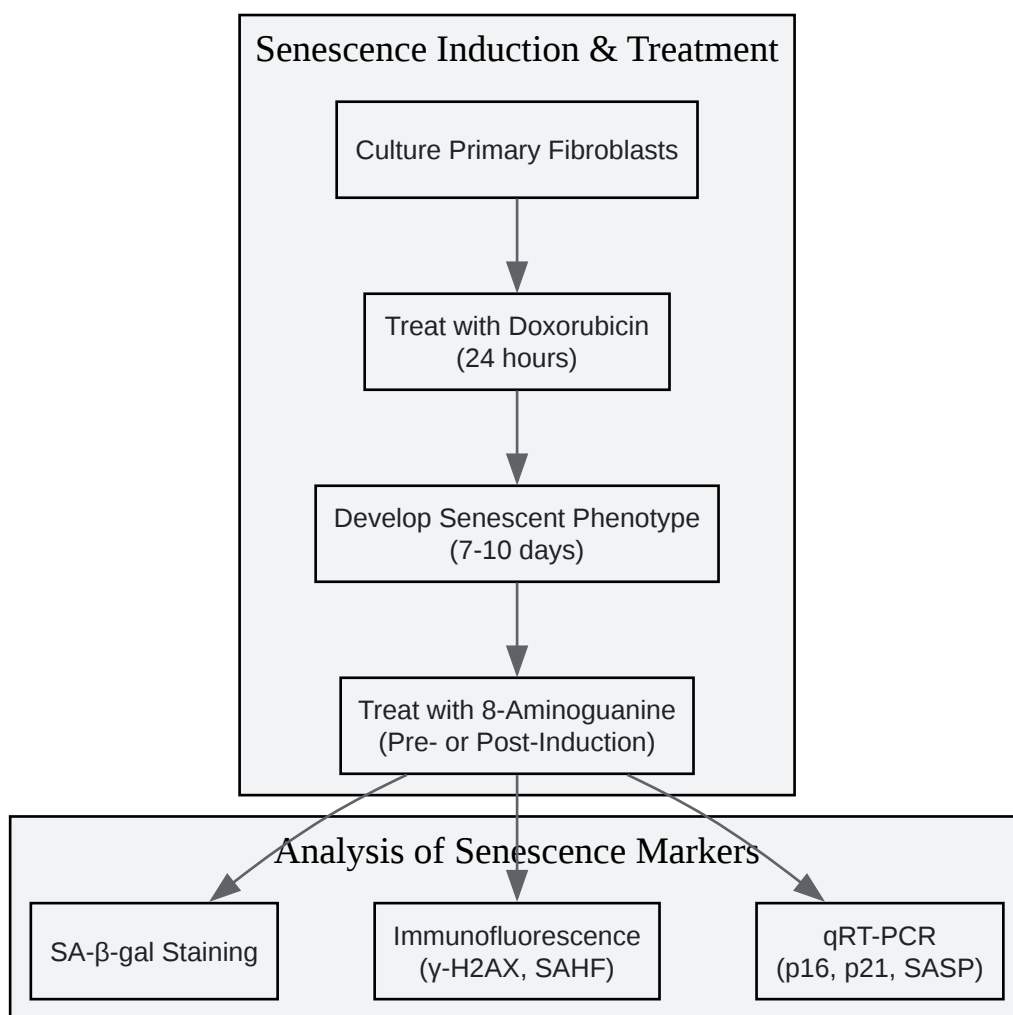 Senescence Induction & Treatment
Culture Primary Fibroblasts
Treat with Doxorubicin
(24 hours)
Develop Senescent Phenotype
(7-10 days)
Treat with 8-Aminoguanine
(Pre- or Post-Induction)
Analysis of Senescence Markers
SA-β-gal Staining
Immunofluorescence
(γ-H2AX, SAHF)
qRT-PCR
(p16, p21, SASP)